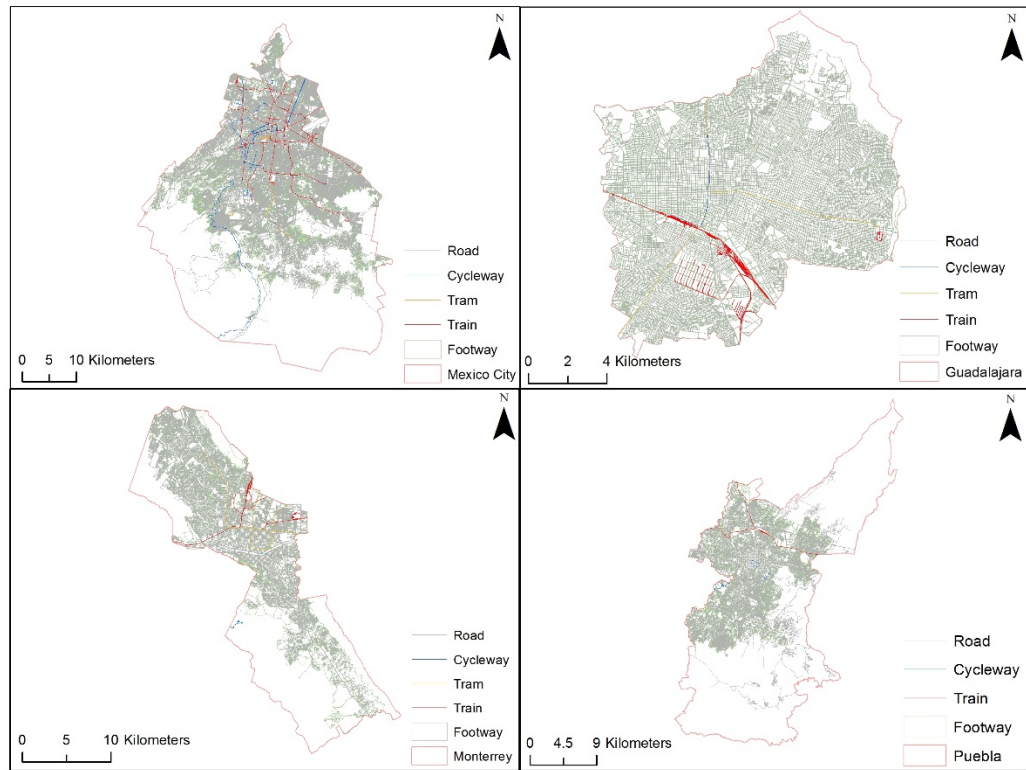 N
Road
Cycleway
Tram
Train
Footway
Mexico City
0 5 10 Kilometers
N
Road
Cycleway
Tram
Train
Footway
Guadalajara
0 2 4 Kilometers
N
Road
Cycleway
Tram
Train
Footway
Monterrey
0 5 10 Kilometers
N
Road
Cycleway
Train
Footway
Puebla
0 4.5 9 Kilometers